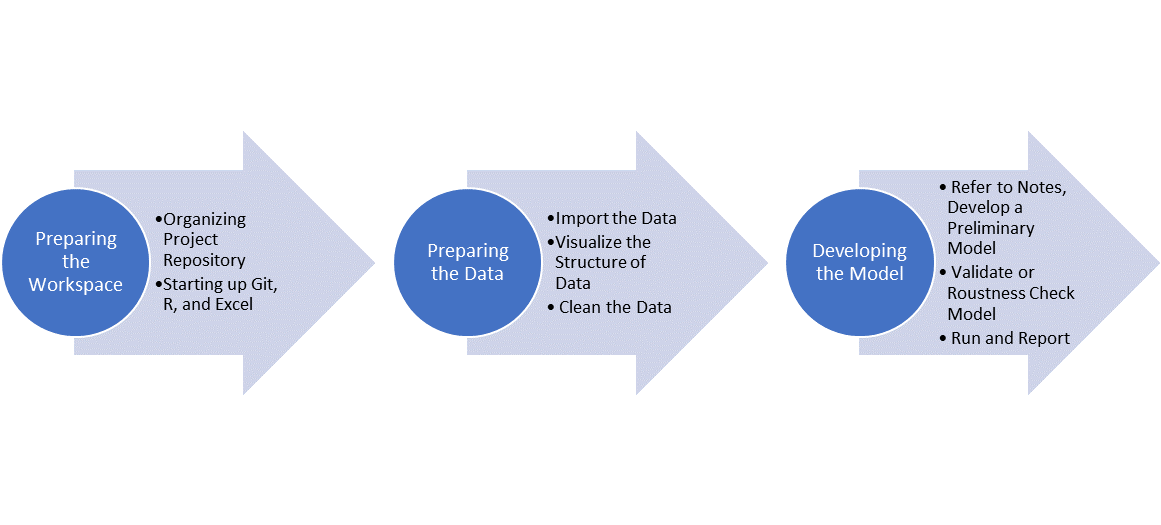 Preparing
the
Workspace
•Organizing
Project
Repository
•Starting up Git,
R, and Excel
Preparing
the Data
•Import the Data
•Visualize the
Structure of
Data
• Clean the Data
Developing
the Model
• Refer to Notes,
Develop a
Preliminary
Model
• Validate or
Roustness Check
Model
• Run and Report